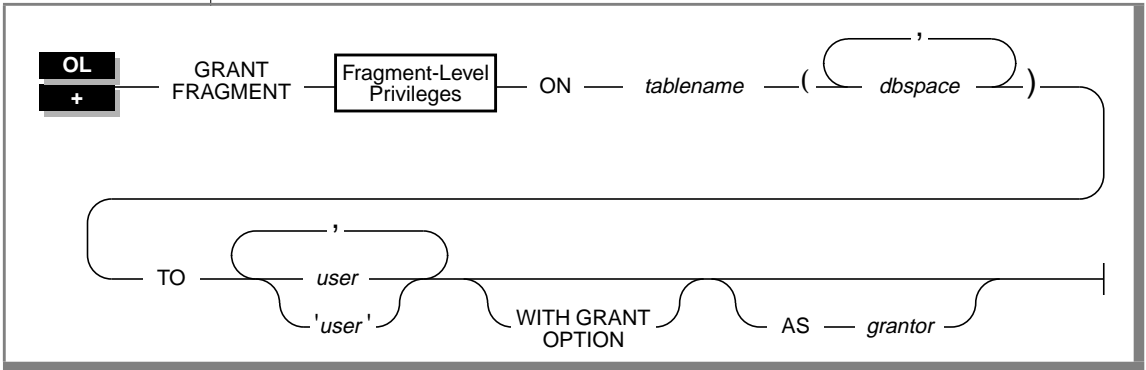 ,
OL
+
GRANT
FRAGMENT
Fragment-Level
Privileges
ON tablename ( dbspace )
,
TO user
'user'
WITH GRANT
OPTION
AS grantor